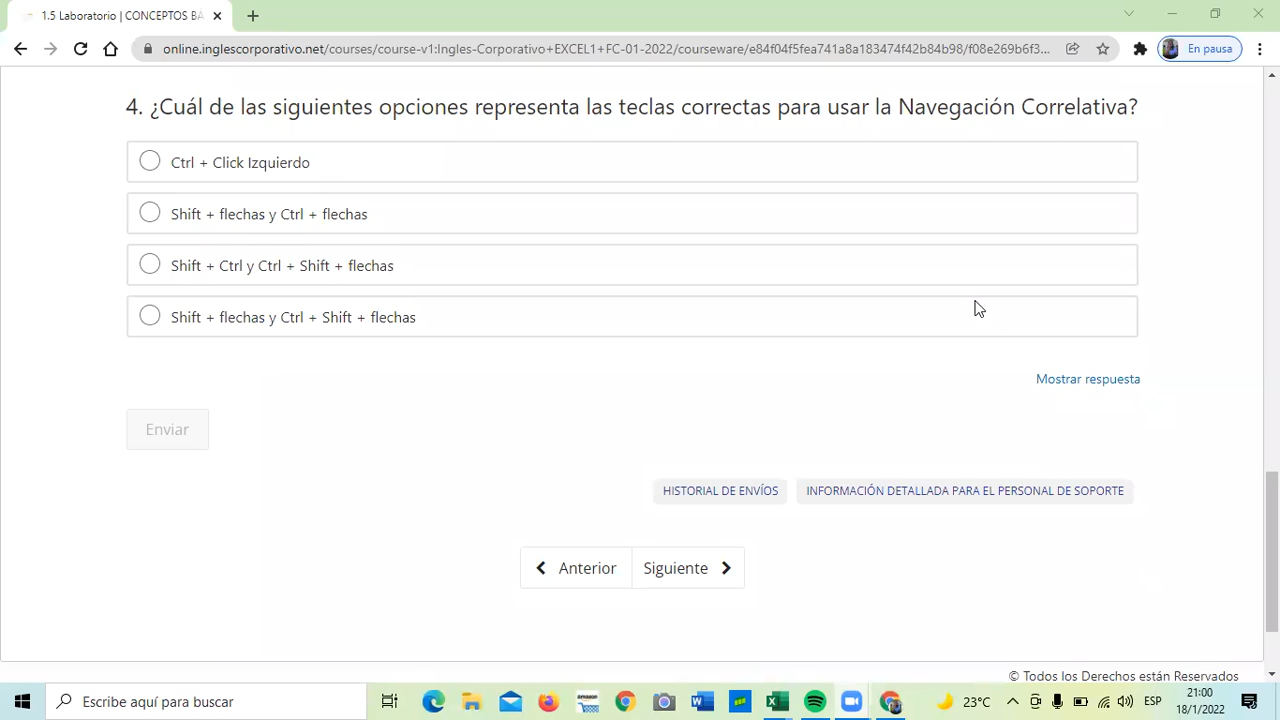 1.5 Laboratorio | CONCEPTOS BÁ
online.inglescorporativo.net/courses/course-v1:Ingles-Corporativo+EXCEL1+FC-01-2022/courseware/e84f04f5fea741a8a183474f42b84b98/f08e269b6f3...
En pausa
4. ¿Cuál de las siguientes opciones representa las teclas correctas para usar la Navegación Correlativa?
Ctrl + Click Izquierdo
Shift + flechas y Ctrl + flechas
Shift + Ctrl y Ctrl + Shift + flechas
Shift + flechas y Ctrl + Shift + flechas
Mostrar respuesta
Enviar
HISTORIAL DE ENVÍOS
INFORMACIÓN DETALLADA PARA EL PERSONAL DE SOPORTE
Anterior
Siguiente
© Todos los Derechos están Reservados
Escribe aquí para buscar
23°C
ESP
21:00
18/1/2022